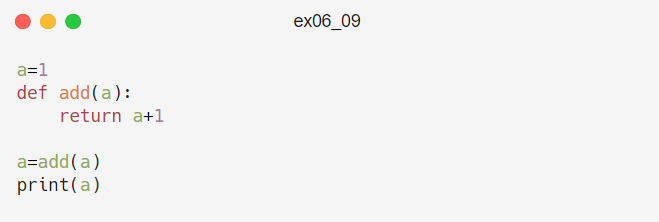 ex06_09
a=1
def add(a):
    return a+1
a=add(a)
print(a)